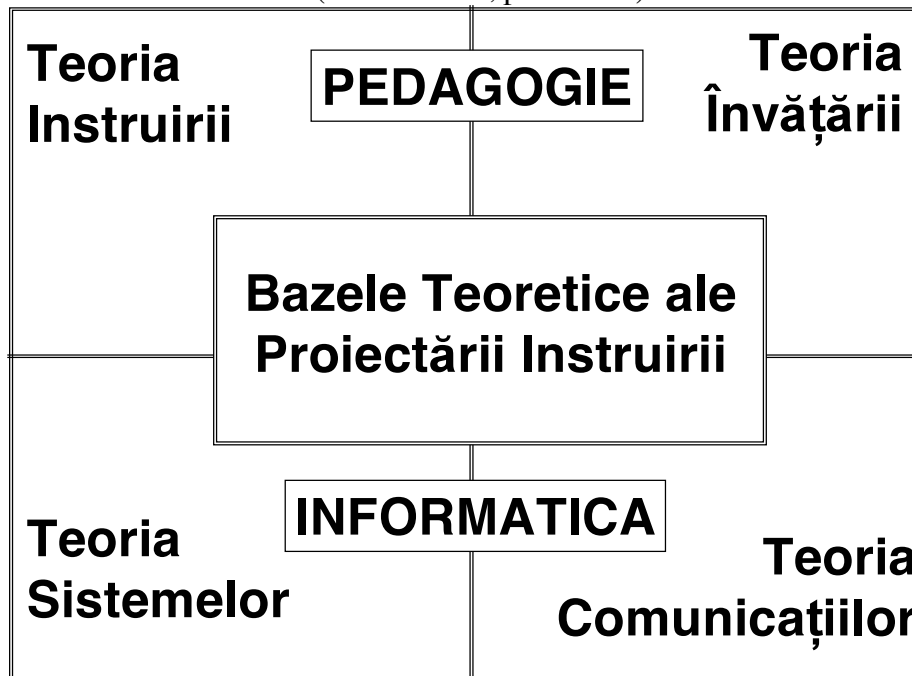 Teoria
Instruirii
PEDAGOGIE
Teoria
Învățării
Bazele Teoretice ale
Proiectării Instruirii
INFORMATICA
Teoria
Sistemelor
Teoria
Comunicațiilor